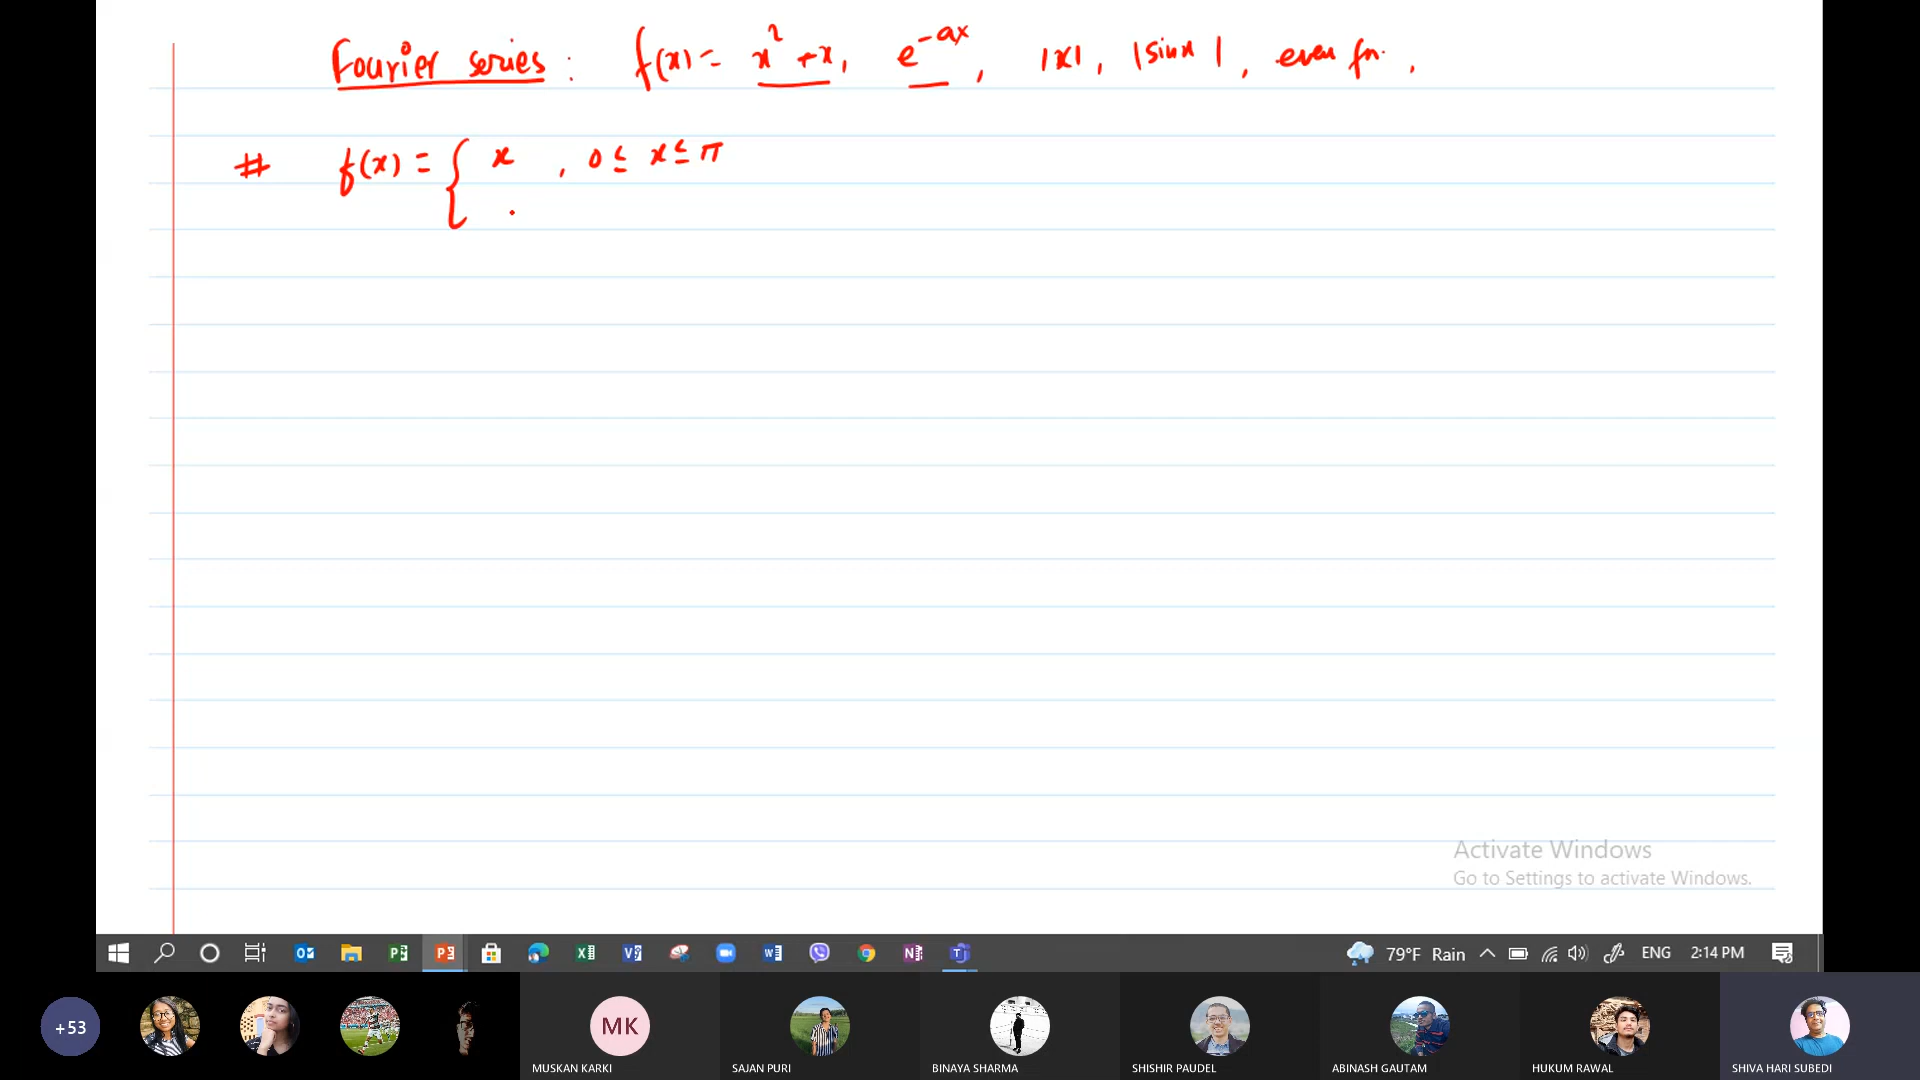 Fourier series : f(x) = x² + x, e^-ax, |x|, |sinx|, even fn.,
# f(x) = { x , 0 ≤ x ≤ π
Activate Windows
Go to Settings to activate Windows.
79°F Rain ENG 2:14 PM
+53 MK
MUSKAN KARKI SAJAN PURI BINAYA SHARMA SHISHIR PAUDEL ABINASH GAUTAM HUKUM RAWAL SHIVA HARI SUBEDI